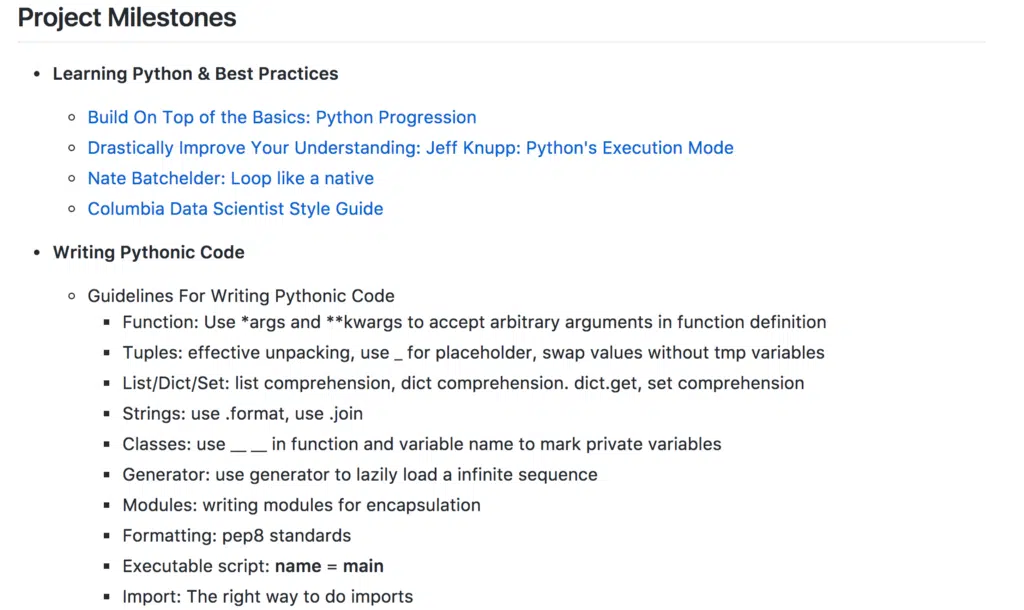 Project Milestones
Learning Python & Best Practices
Build On Top of the Basics: Python Progression
Drastically Improve Your Understanding: Jeff Knupp: Python's Execution Mode
Nate Batchelder: Loop like a native
Columbia Data Scientist Style Guide
Writing Pythonic Code
Guidelines For Writing Pythonic Code
Function: Use *args and **kwargs to accept arbitrary arguments in function definition
Tuples: effective unpacking, use _ for placeholder, swap values without tmp variables
List/Dict/Set: list comprehension, dict comprehension. dict.get, set comprehension
Strings: use .format, use .join
Classes: use __ __ in function and variable name to mark private variables
Generator: use generator to lazily load a infinite sequence
Modules: writing modules for encapsulation
Formatting: pep8 standards
Executable script: name = main
Import: The right way to do imports